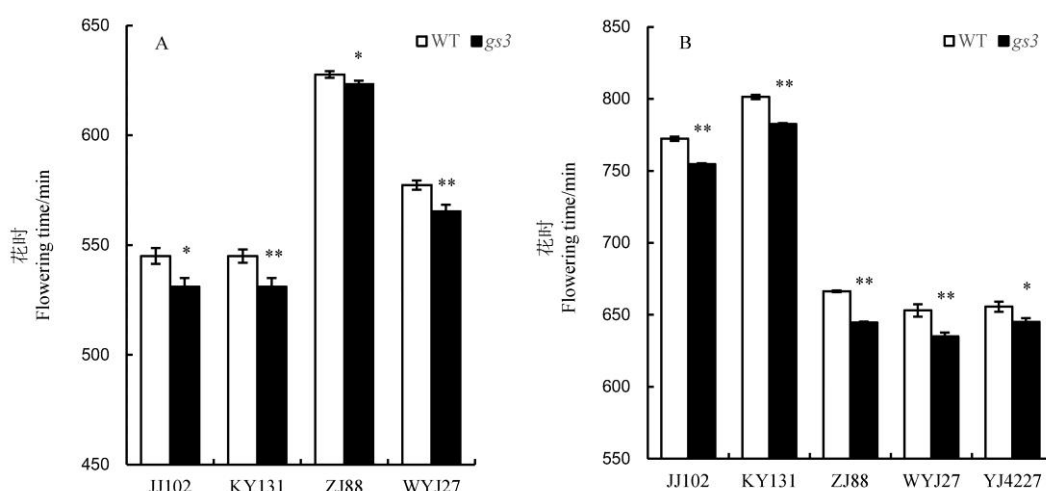 A
WT gs3
650
600
550
500
450
花时
Flowering time/min
*
**
*
**
JJ102 KY131 ZJ88 WYJ27
B
WT gs3
850
800
750
700
650
600
550
花时
Flowering time/min
**
**
**
**
*
JJ102 KY131 ZJ88 WYJ27 YJ4227